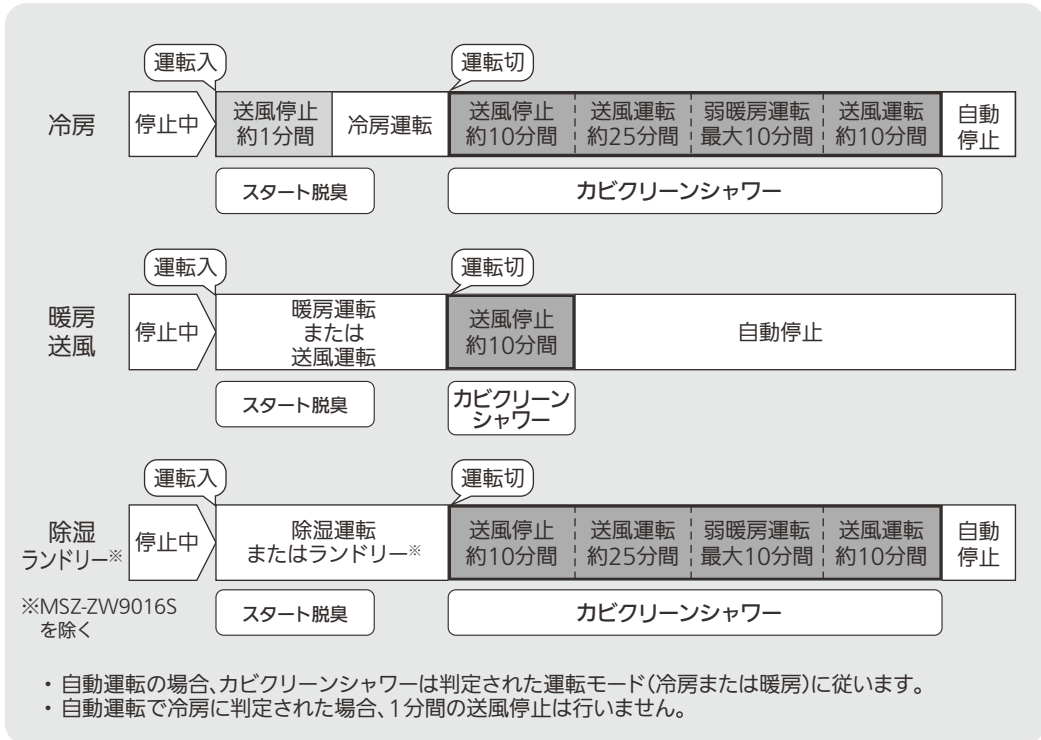 運転入
運転切
冷房
停止中
送風停止
約1分間
冷房運転
送風停止
約10分間
送風運転
約25分間
弱暖房運転
最大10分間
送風運転
約10分間
自動
停止
スタート脱臭
カビクリーンシャワー
運転入
運転切
暖房
送風
停止中
暖房運転
または
送風運転
送風停止
約10分間
自動停止
スタート脱臭
カビクリーン
シャワー
運転入
運転切
除湿
ランドリー※
停止中
除湿運転
またはランドリー※
送風停止
約10分間
送風運転
約25分間
弱暖房運転
最大10分間
送風運転
約10分間
自動
停止
※MSZ-ZW9016S
を除く
スタート脱臭
カビクリーンシャワー
・自動運転の場合、カビクリーンシャワーは判定された運転モード(冷房または暖房)に従います。
・自動運転で冷房に判定された場合、1分間の送風停止は行いません。